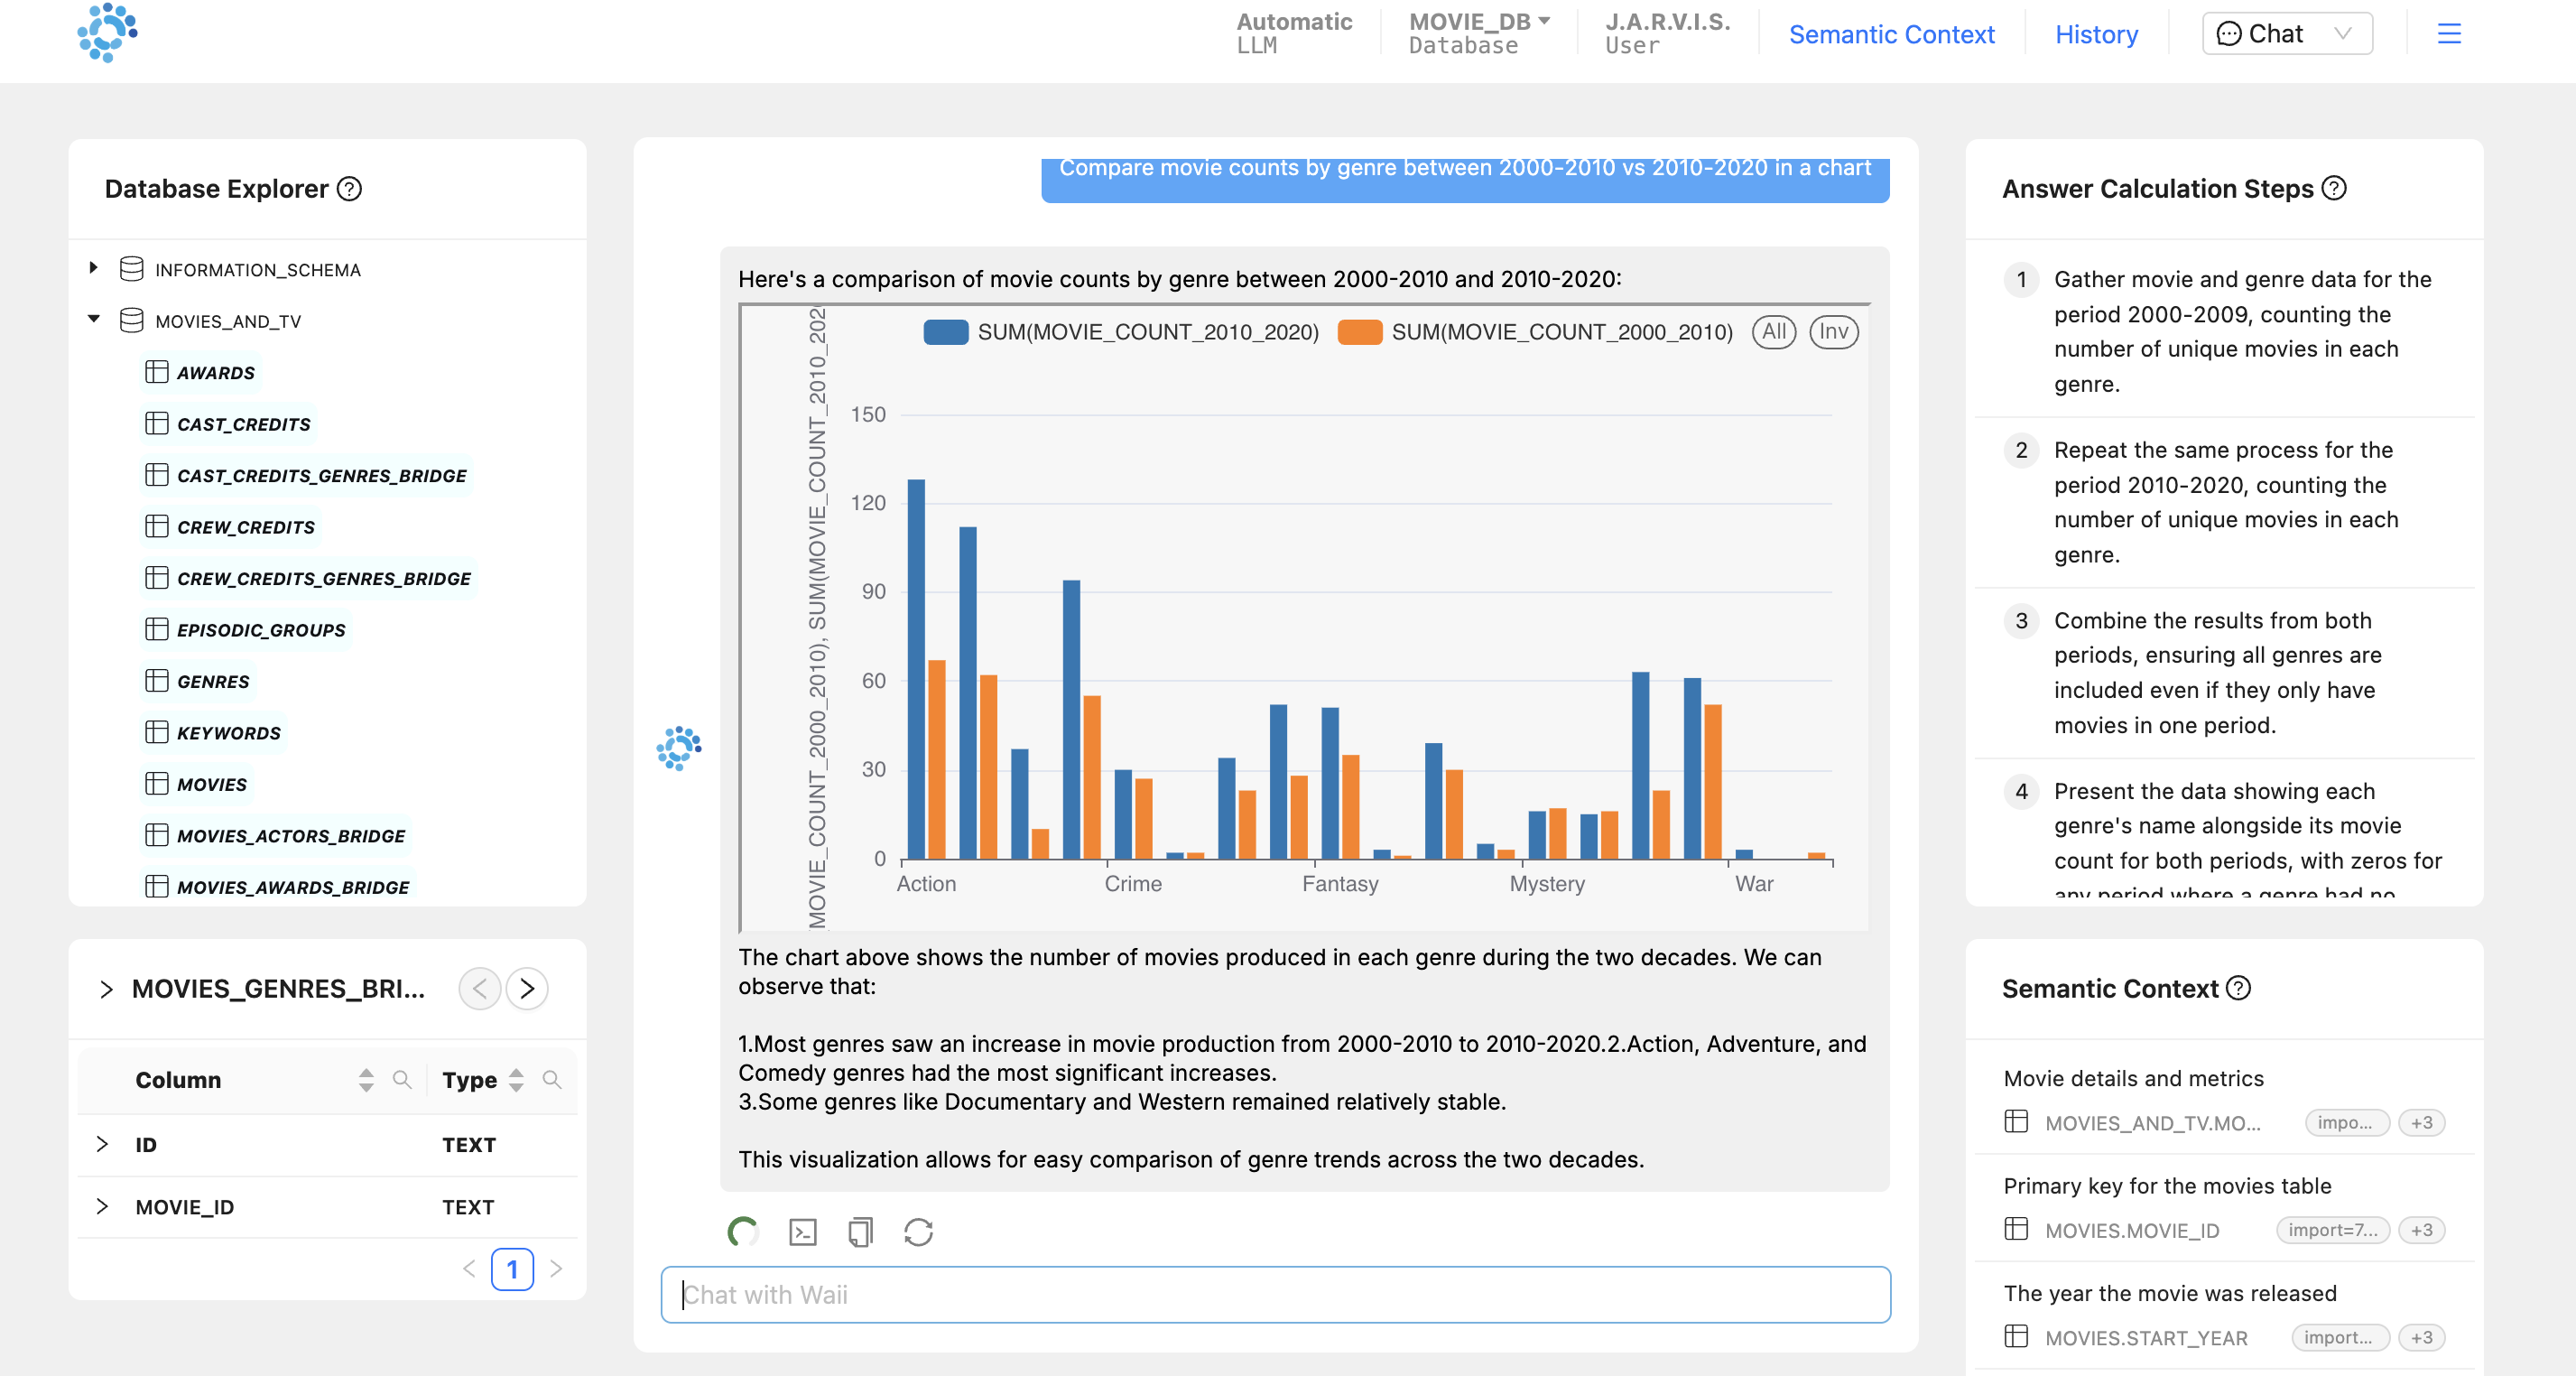 Automatic
LLM
MOVIE_DB
Database
J.A.R.V.I.S.
User
Semantic Context
History
Chat
Database Explorer
INFORMATION_SCHEMA
MOVIES_AND_TV
AWARDS
CAST_CREDITS
CAST_CREDITS_GENRES_BRIDGE
CREW_CREDITS
CREW_CREDITS_GENRES_BRIDGE
EPISODIC_GROUPS
GENRES
KEYWORDS
MOVIES
MOVIES_ACTORS_BRIDGE
MOVIES_AWARDS_BRIDGE
MOVIES_GENRES_BRI...
Column
Type
ID
TEXT
MOVIE_ID
TEXT
1
Compare movie counts by genre between 2000-2010 vs 2010-2020 in a chart
Here's a comparison of movie counts by genre between 2000-2010 and 2010-2020:
SUM(MOVIE_COUNT_2010_2020)
SUM(MOVIE_COUNT_2000_2010)
All
Inv
MOVIE_COUNT_2000_2010), SUM(MOVIE_COUNT_2010_202
150
120
90
60
30
0
Action
Crime
Fantasy
Mystery
War
The chart above shows the number of movies produced in each genre during the two decades. We can
observe that:
1.Most genres saw an increase in movie production from 2000-2010 to 2010-2020.2.Action, Adventure, and
Comedy genres had the most significant increases.
3.Some genres like Documentary and Western remained relatively stable.
This visualization allows for easy comparison of genre trends across the two decades.
Chat with Waii
Answer Calculation Steps
1
Gather movie and genre data for the
period 2000-2009, counting the
number of unique movies in each
genre.
2
Repeat the same process for the
period 2010-2020, counting the
number of unique movies in each
genre.
3
Combine the results from both
periods, ensuring all genres are
included even if they only have
movies in one period.
4
Present the data showing each
genre's name alongside its movie
count for both periods, with zeros for
any period where a genre had no
Semantic Context
Movie details and metrics
MOVIES_AND_TV.MO...
impo...
+3
Primary key for the movies table
MOVIES.MOVIE_ID
import=7...
+3
The year the movie was released
MOVIES.START_YEAR
import...
+3